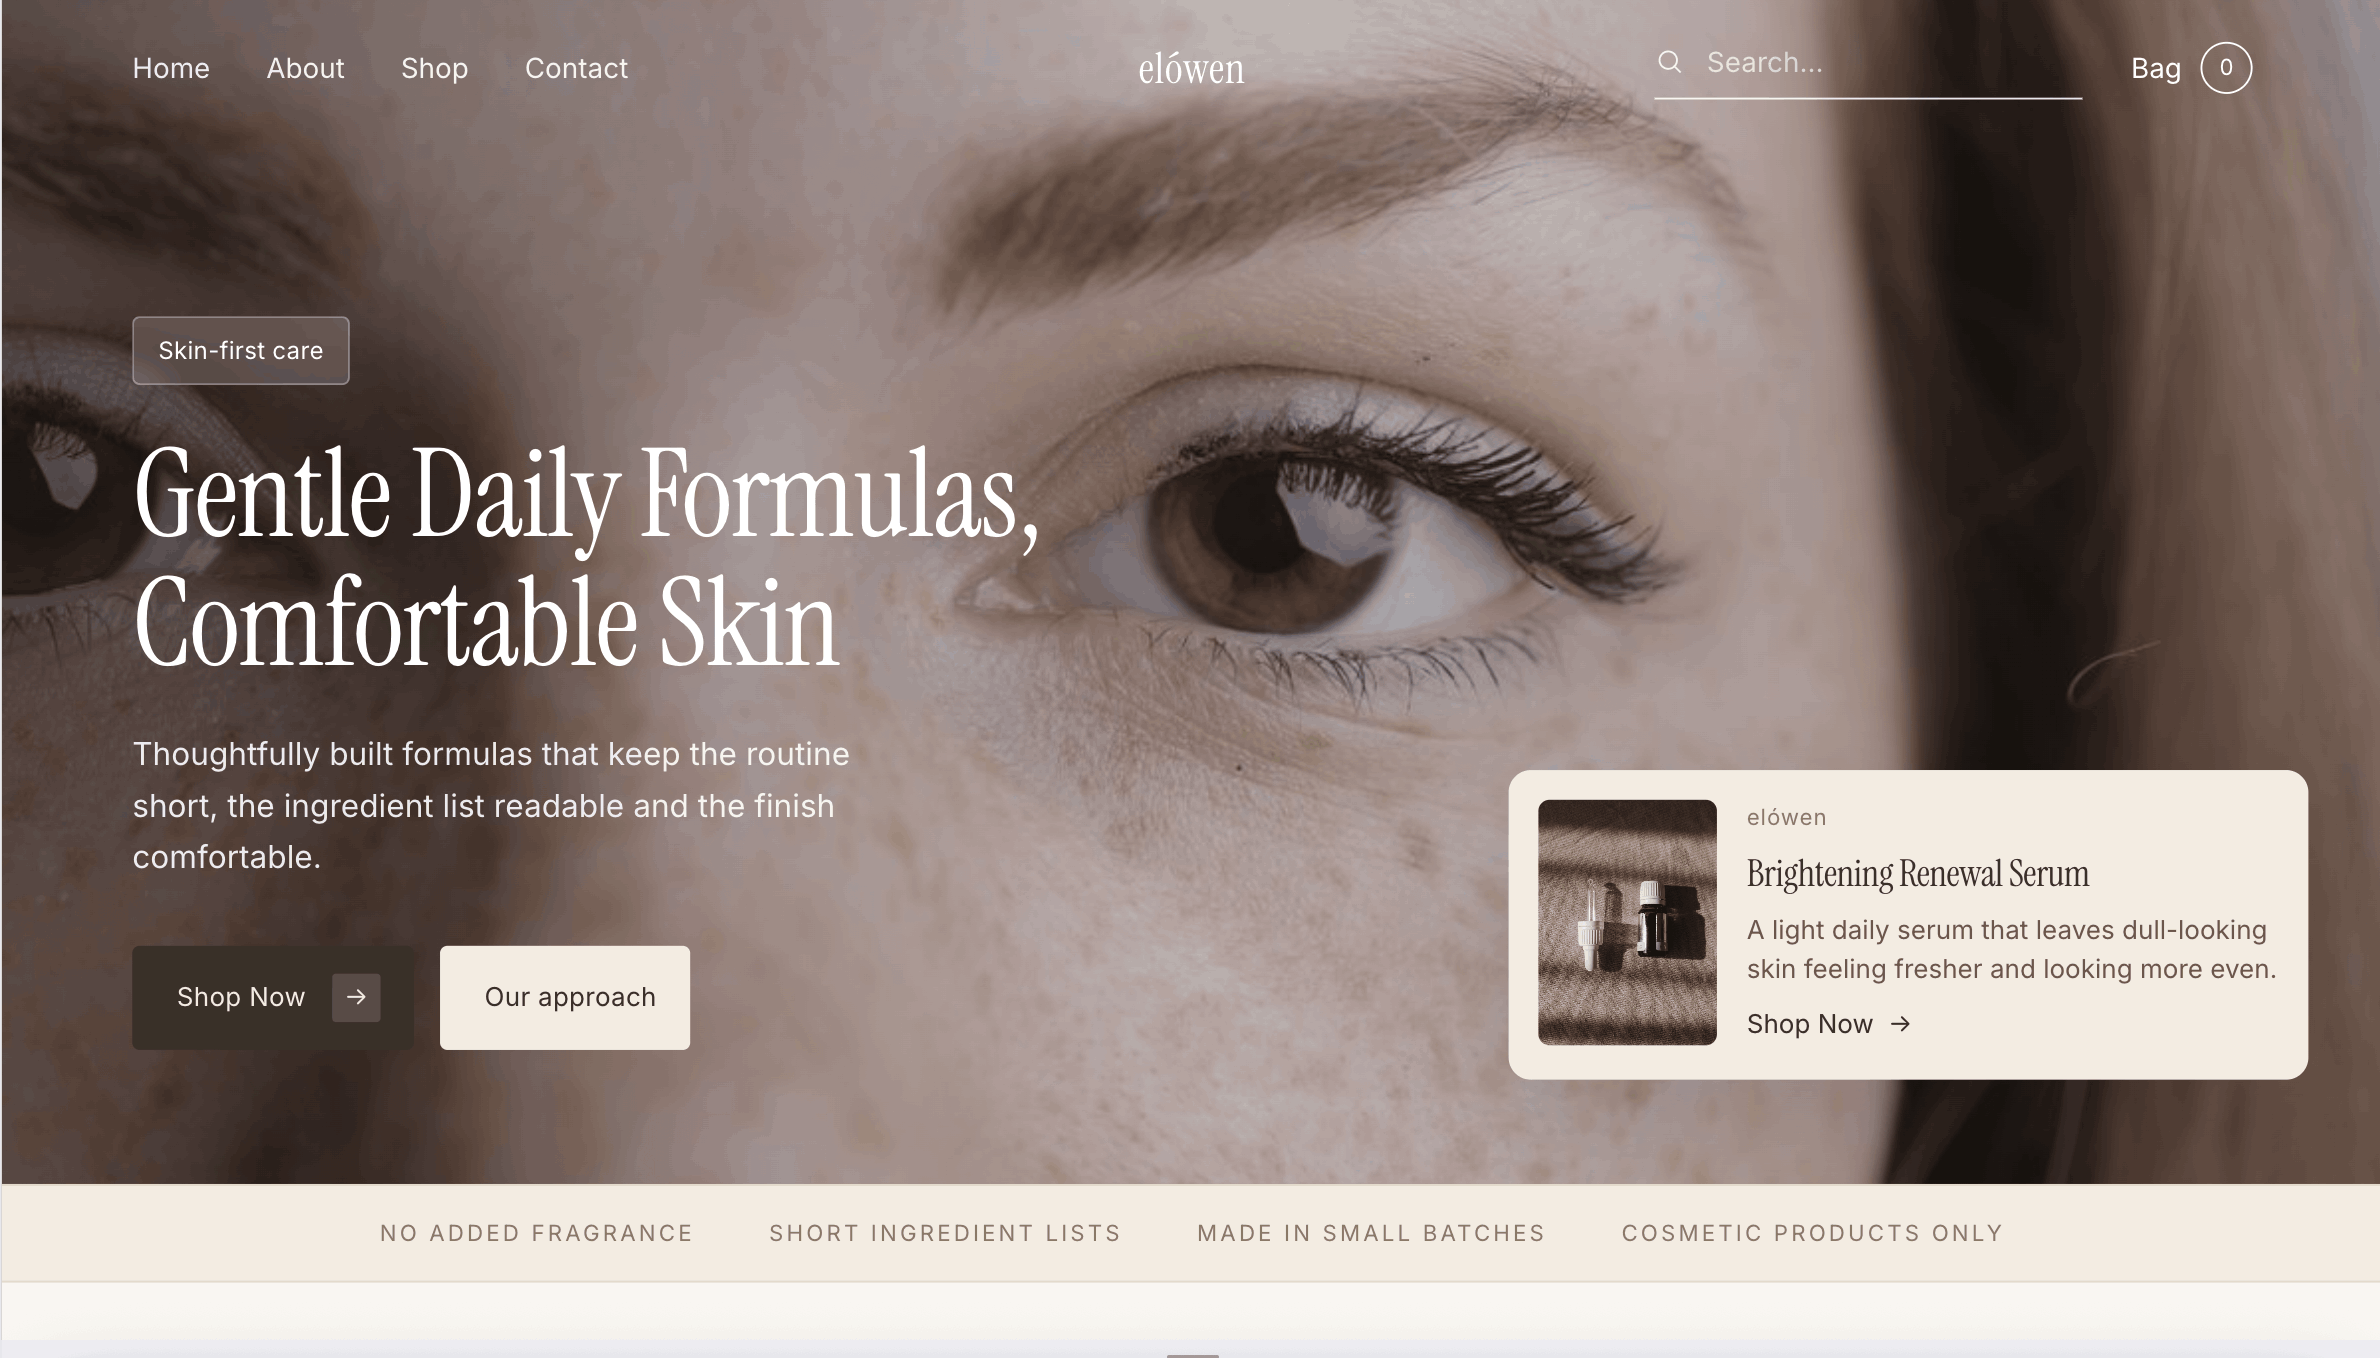 Home About Shop Contact
elówen
Search...
Bag 0
Skin-first care
Gentle Daily Formulas,
Comfortable Skin
Thoughtfully built formulas that keep the routine
short, the ingredient list readable and the finish
comfortable.
Shop Now →
Our approach
elówen
Brightening Renewal Serum
A light daily serum that leaves dull-looking
skin feeling fresher and looking more even.
Shop Now →
NO ADDED FRAGRANCE SHORT INGREDIENT LISTS MADE IN SMALL BATCHES COSMETIC PRODUCTS ONLY